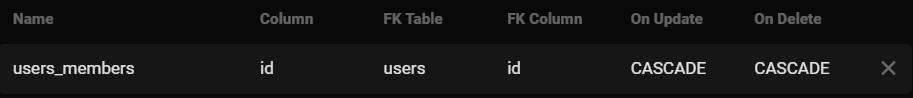 Name Column FK Table FK Column On Update On Delete
users_members id users id CASCADE CASCADE